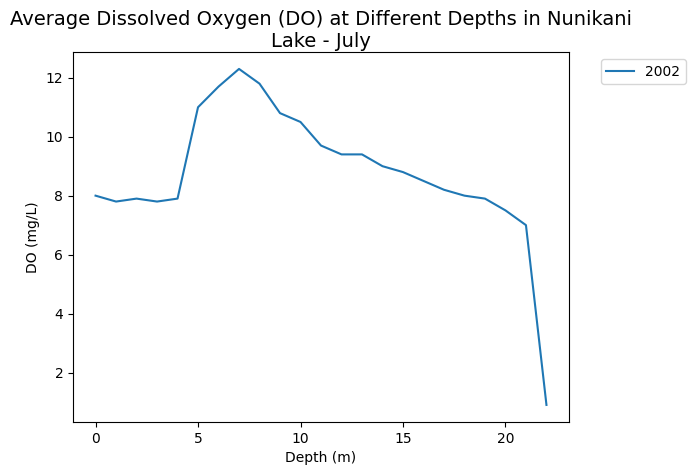 Average Dissolved Oxygen (DO) at Different Depths in Nunikani
Lake - July
2002
12
10
8
6
4
2
DO (mg/L)
0 5 10 15 20
Depth (m)